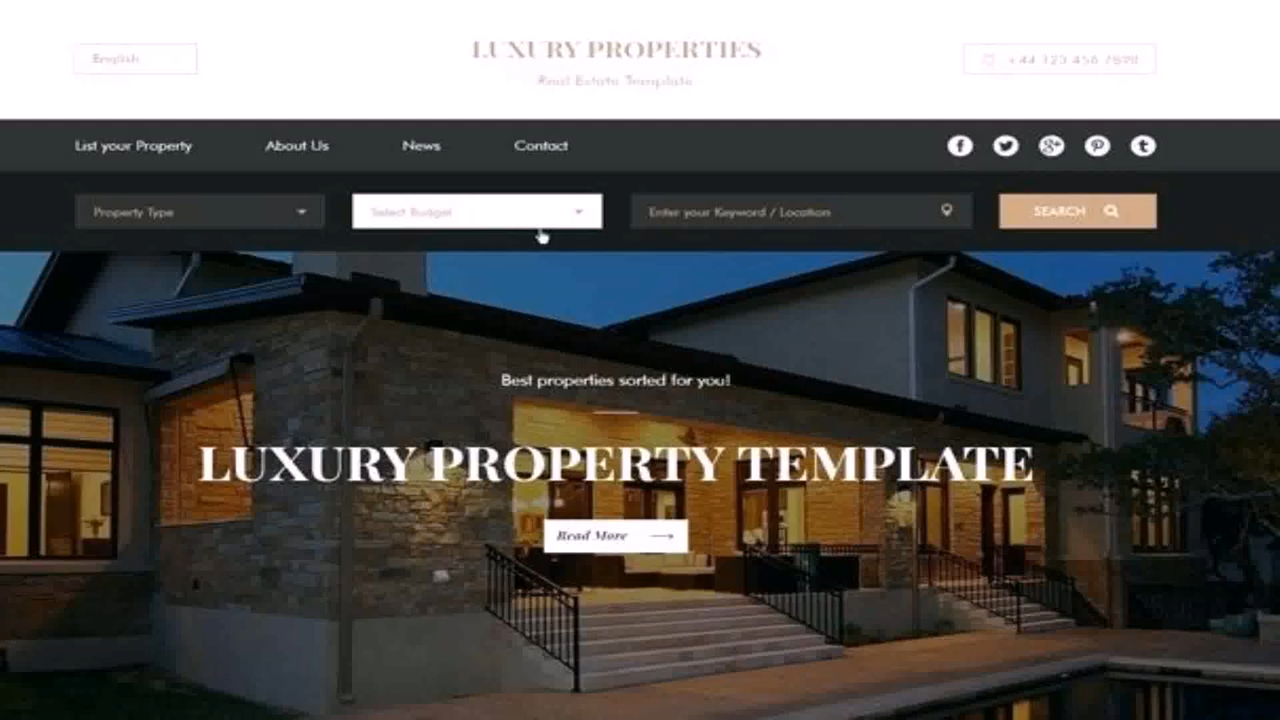 English
LUXURY PROPERTIES
Real Estate Template
+44 123 456 7890
List your Property
About Us
News
Contact
Property Type
Select Budget
Enter your Keyword / Location
SEARCH
Best properties sorted for you!
LUXURY PROPERTY TEMPLATE
Read More